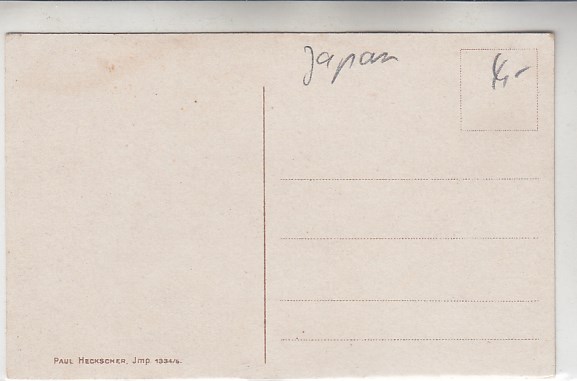 Japan
4,-
PAUL HECKSCHER, Jmp. 1334/6.